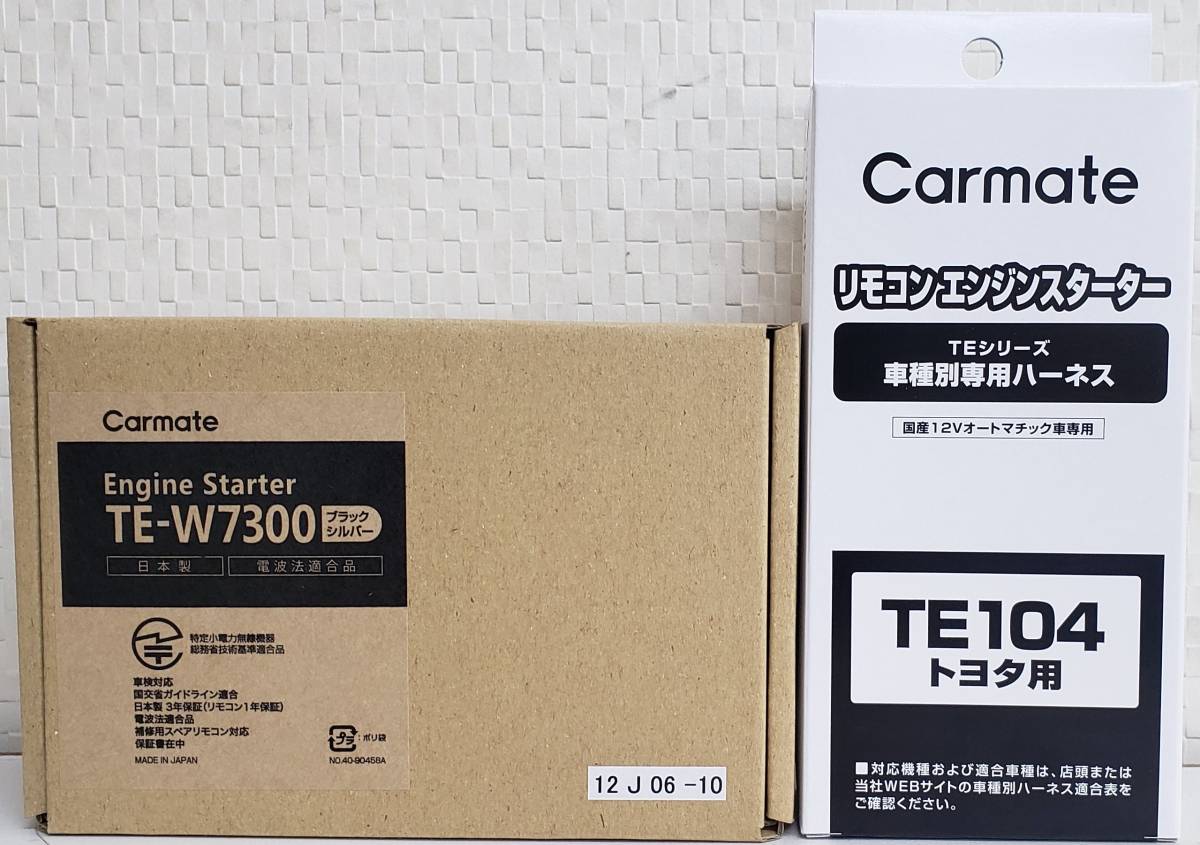 Carmate
Engine Starter
TE-W7300 ブラック シルバー
日本製 電波法適合品
特定小電力無線機器
総務省技術基準適合品
車検対応
国交省ガイドライン適合
日本製 3年保証(リモコン1年保証)
電波法適合品
補修用スペアリモコン対応
保証書在中
MADE IN JAPAN
プラ :ポリ袋
NO.40-90458A
12 J 06 -10
Carmate
リモコン エンジンスターター
TEシリーズ
車種別専用ハーネス
国産12Vオートマチック車専用
TE104
トヨタ用
■対応機種および適合車種は、店頭または
当社WEBサイトの車種別ハーネス適合表を
ご確認ください。